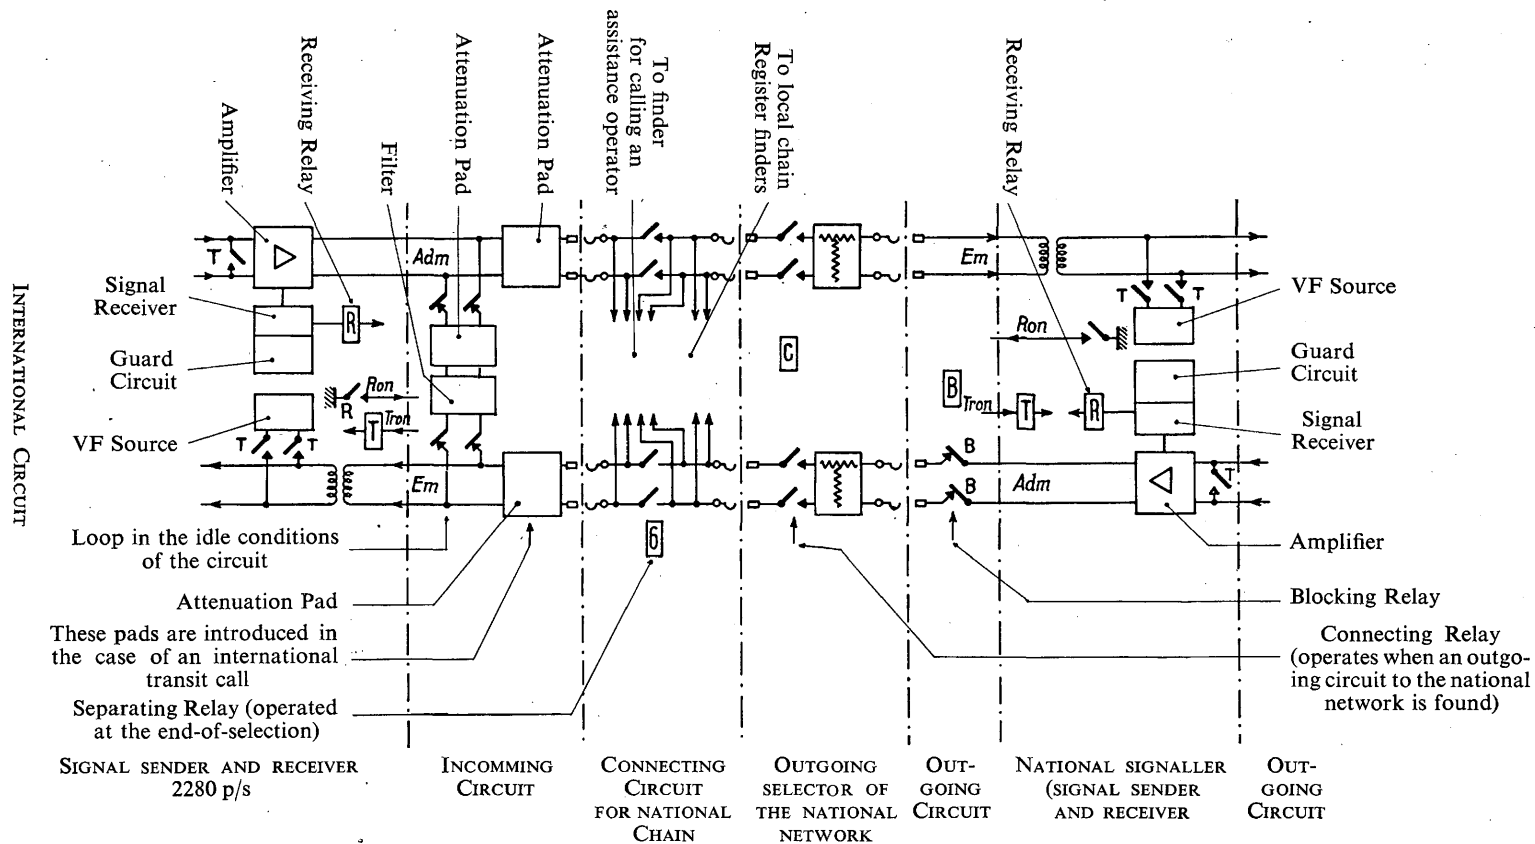 To finder
for calling an
assistance operator
To local chain
Register finders
Attenuation Pad
Attenuation Pad
Receiving Relay
Receiving Relay
Amplifier
Filter
INTERNATIONAL CIRCUIT
T
Adm
Em
Signal
Receiver
R
T
T
VF Source
Ron
Guard
Circuit
C
Guard
Circuit
Ron
R
Tron
T
B
Tron
T
R
Signal
Receiver
VF Source
T
T
B
B
Em
Adm
T
Loop in the idle conditions
of the circuit
6
Amplifier
Attenuation Pad
Blocking Relay
These pads are introduced in
the case of an international
transit call
Connecting Relay
(operates when an outgo-
ing circuit to the national
network is found)
Separating Relay (operated
at the end-of-selection)
SIGNAL SENDER AND RECEIVER
2280 p/s
INCOMMING
CIRCUIT
CONNECTING
CIRCUIT
FOR NATIONAL
CHAIN
OUTGOING
SELECTOR OF
THE NATIONAL
NETWORK
OUT-
GOING
CIRCUIT
NATIONAL SIGNALLER
(SIGNAL SENDER
AND RECEIVER
OUT-
GOING
CIRCUIT